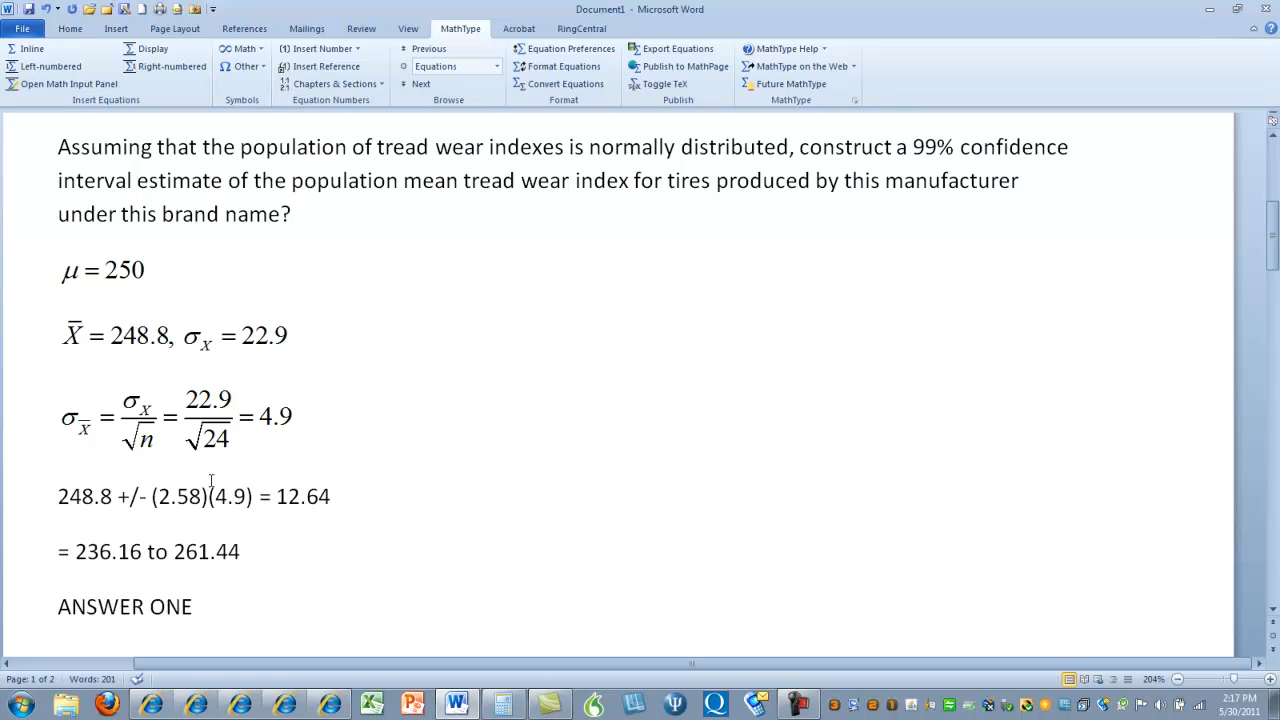 Document1 - Microsoft Word
File Home Insert Page Layout References Mailings Review View MathType Acrobat RingCentral
Inline Display Math (1) Insert Number Previous Equation Preferences Export Equations MathType Help
Left-numbered Right-numbered Other Insert Reference Equations Format Equations Publish to MathPage MathType on the Web
Open Math Input Panel Chapters & Sections Next Convert Equations Toggle TeX Future MathType
Insert Equations Symbols Equation Numbers Browse Format Publish MathType
Assuming that the population of tread wear indexes is normally distributed, construct a 99% confidence
interval estimate of the population mean tread wear index for tires produced by this manufacturer
under this brand name?
μ = 250
X̄ = 248.8, σ_X = 22.9
σ_X̄ = σ_X/√n = 22.9/√24 = 4.9
248.8 +/- (2.58)(4.9) = 12.64
= 236.16 to 261.44
ANSWER ONE
Page: 1 of 2 Words: 201 204%
2:17 PM
5/30/2011